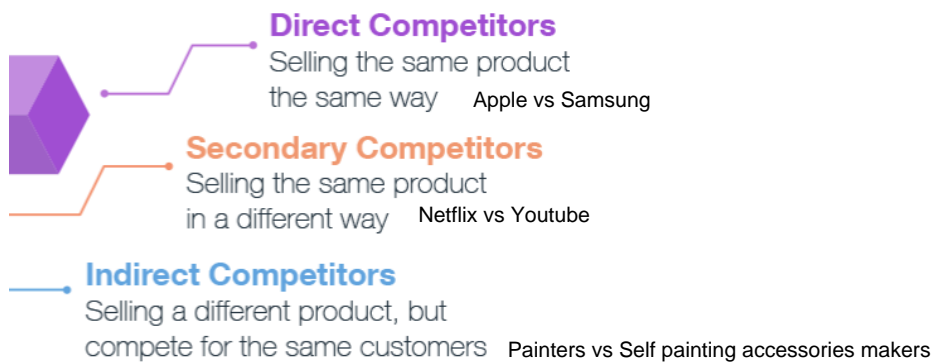 Direct Competitors
Selling the same product
the same way Apple vs Samsung
Secondary Competitors
Selling the same product
in a different way Netflix vs Youtube
Indirect Competitors
Selling a different product, but
compete for the same customers Painters vs Self painting accessories makers